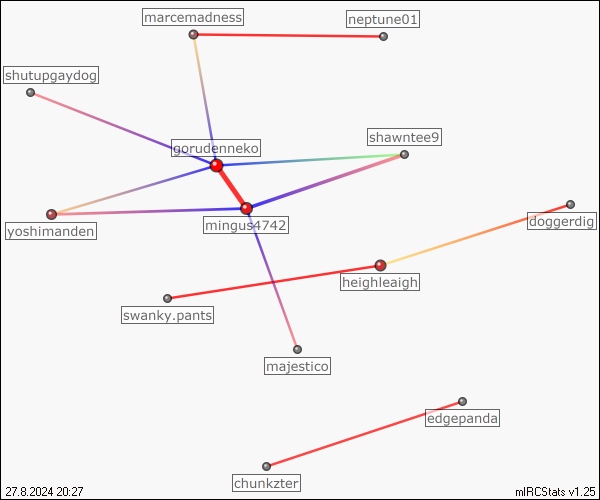 marcemadness
neptune01
shutupgaydog
shawntee9
gorudenneko
doggerdig
mingus4742
yoshimanden
heighleaigh
swanky.pants
majestico
edgepanda
chunkzter
27.8.2024 20:27
mIRCStats v1.25